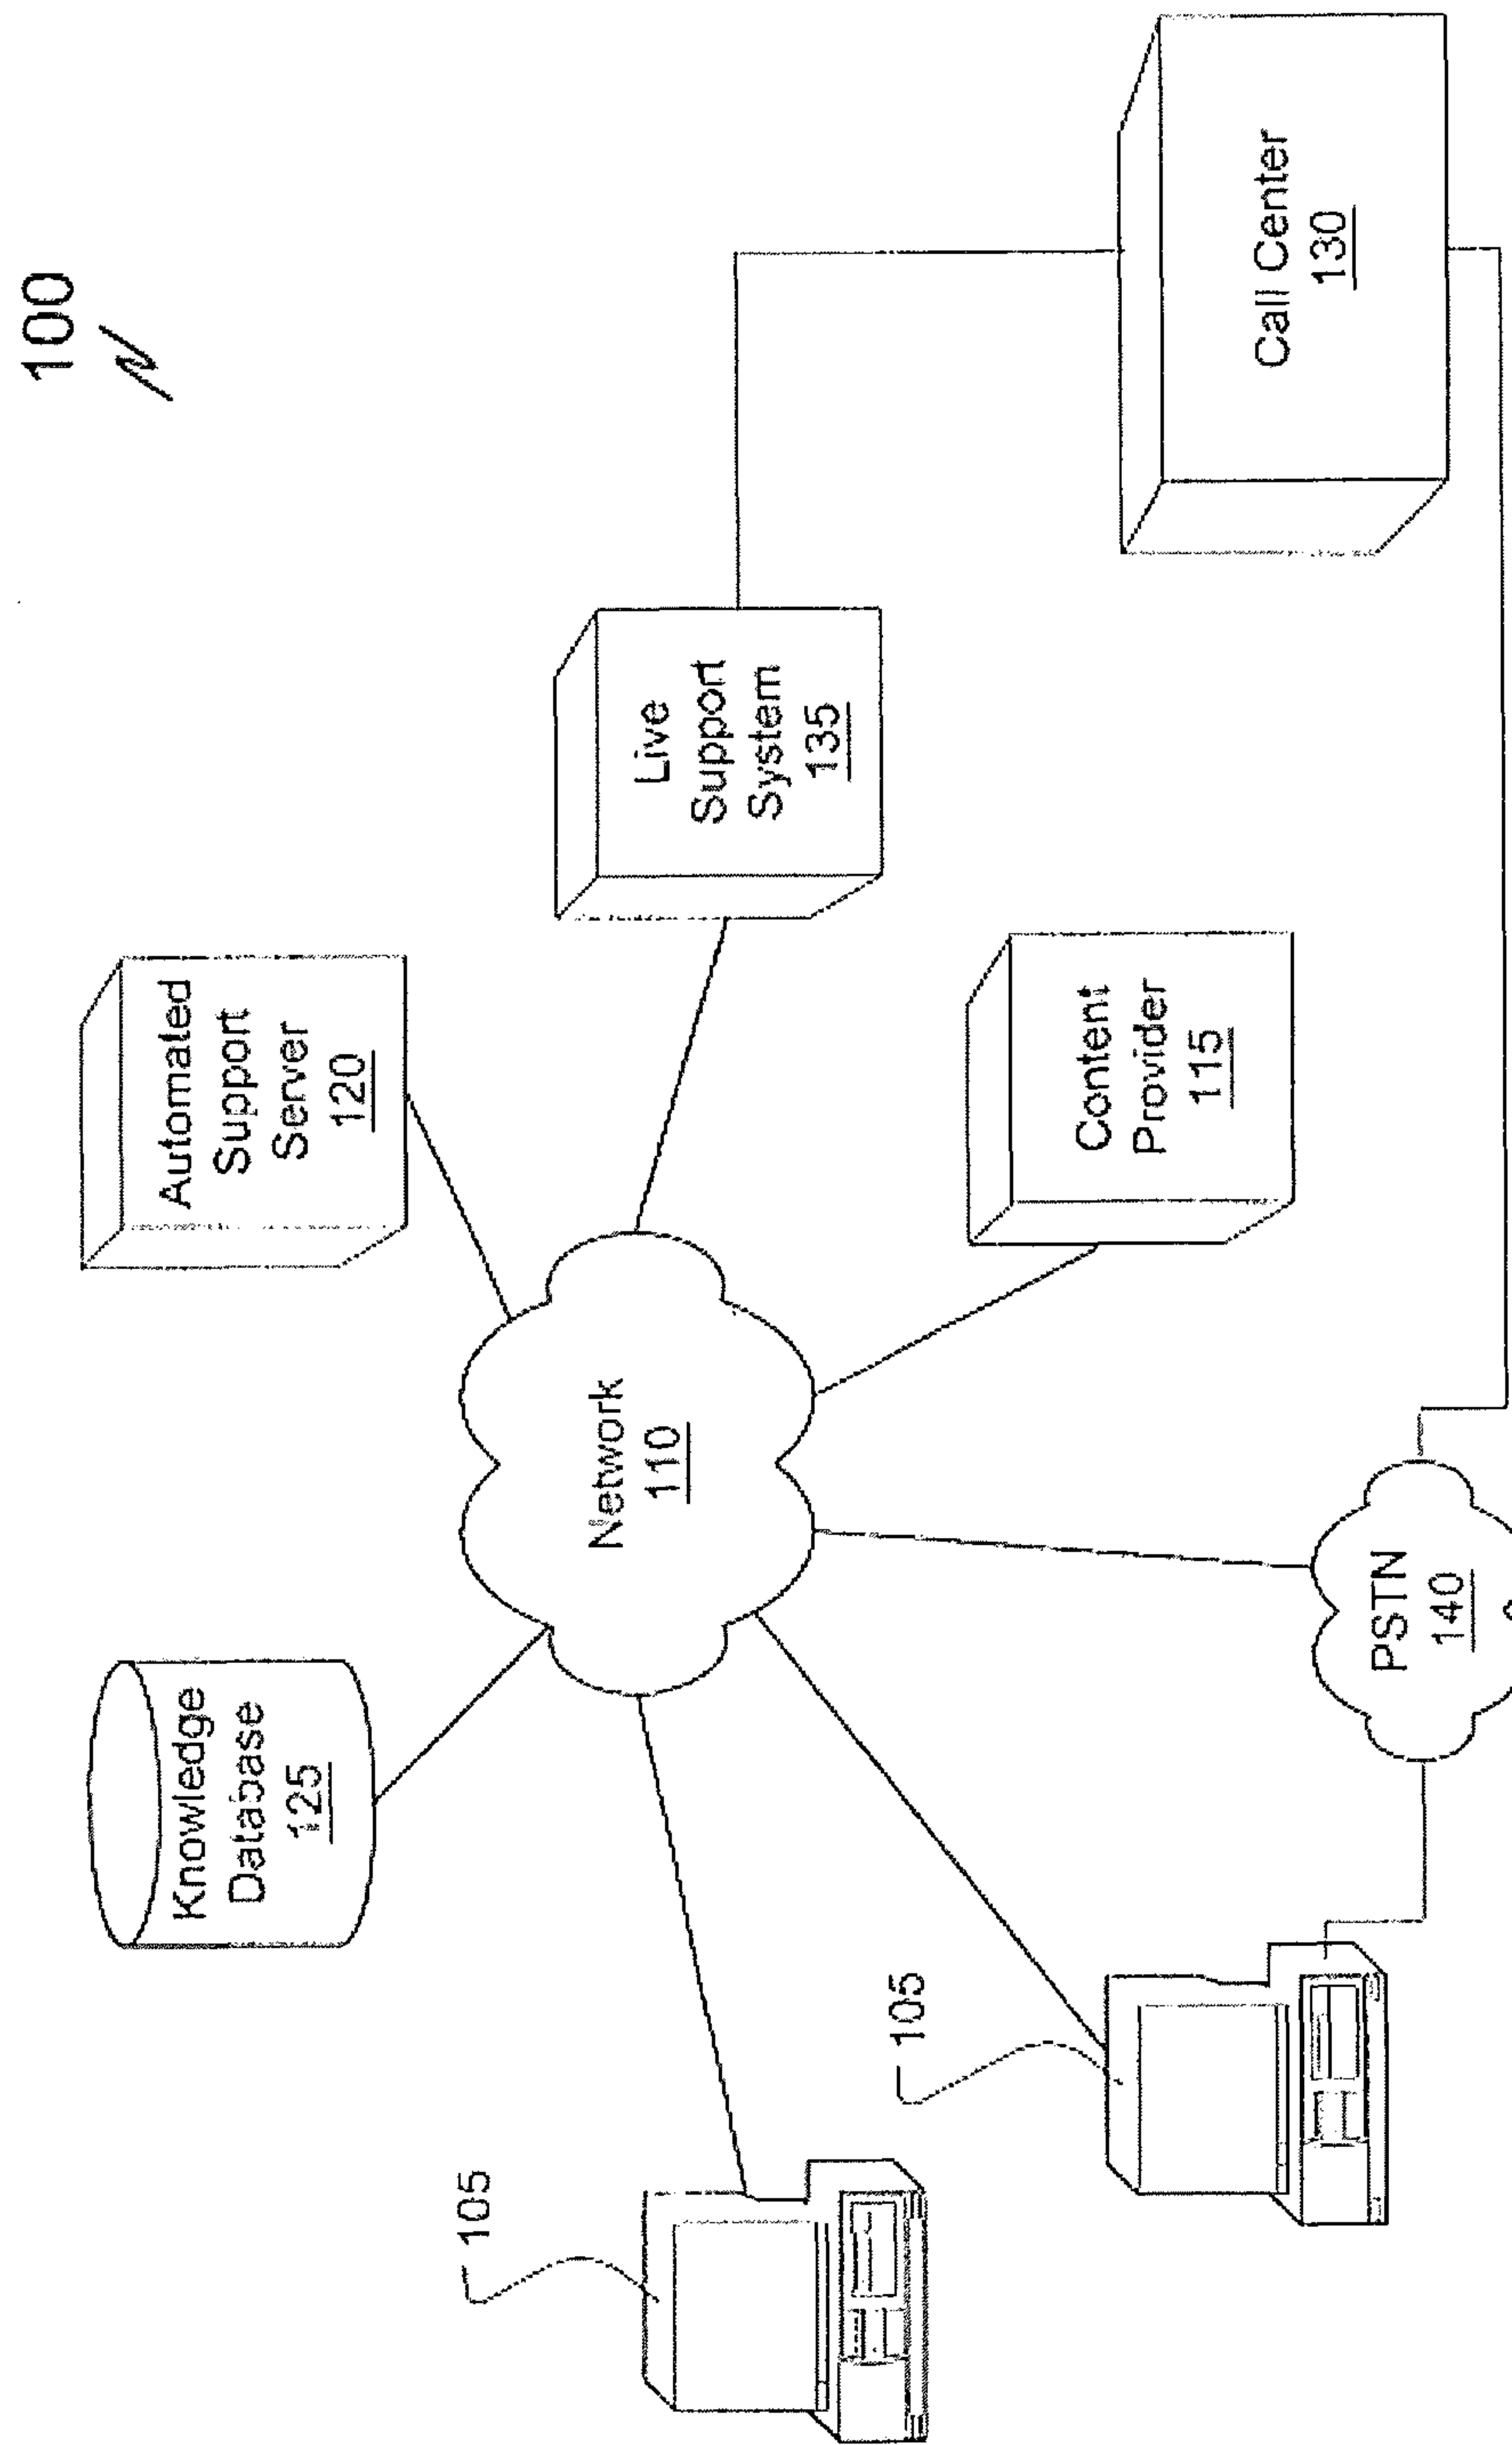 100
Knowledge
Database
125
Automated
Support
Server
120
105
Network
110
Live
Support
System
135
105
Content
Provider
115
PSTN
140
Call Center
130